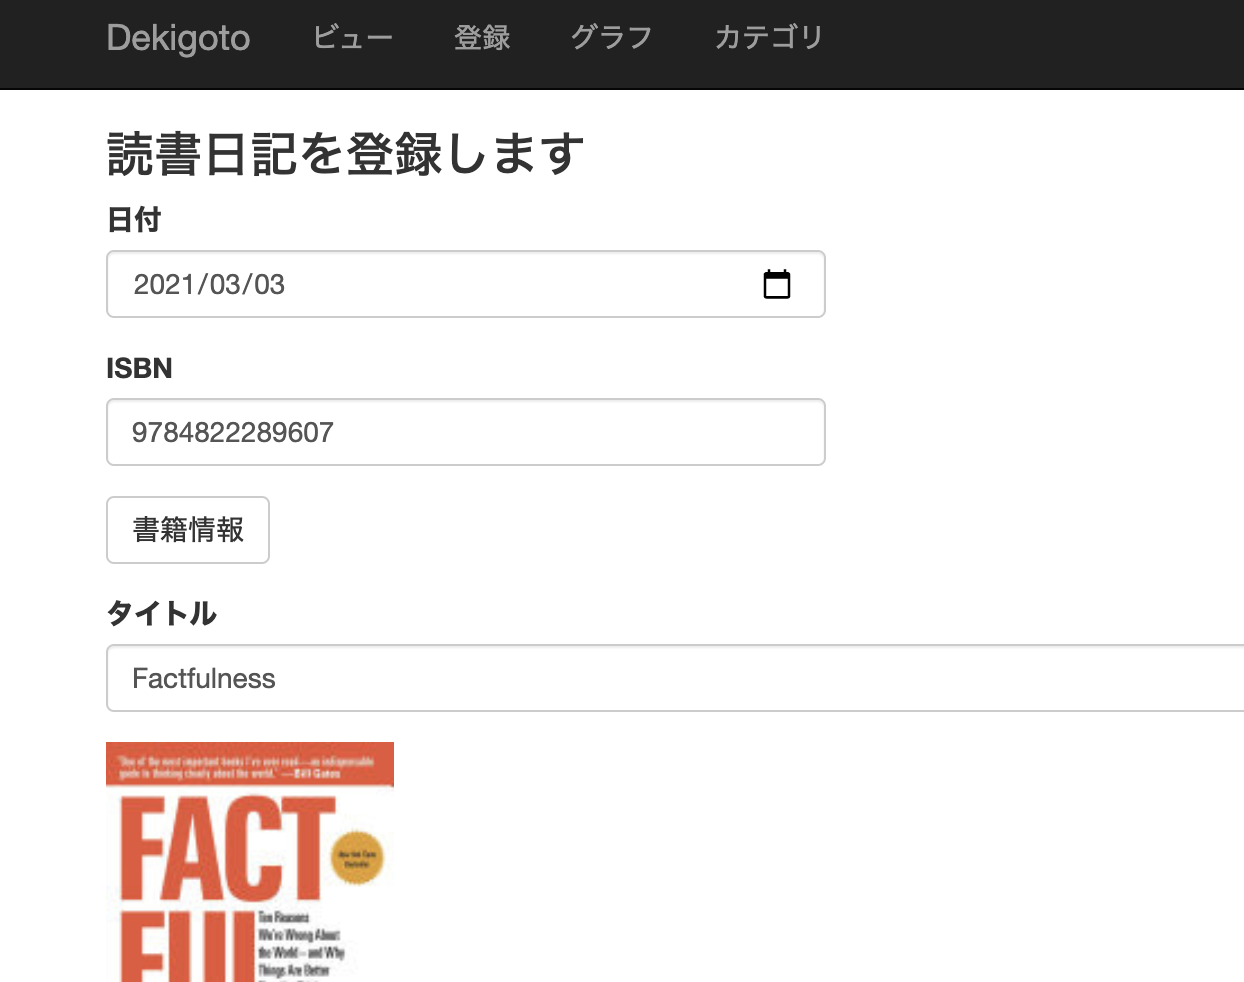 Dekigoto ビュー 登録 グラフ カテゴリ
読書日記を登録します
日付
2021/03/03
ISBN
9784822289607
書籍情報
タイトル
Factfulness
"One of the most important books I've ever read—an indispensable
guide to thinking clearly about the world." —Bill Gates
FACT
New York Times
Bestseller
FUL
Ten Reasons
We're Wrong About
the World—and Why
Things Are Better